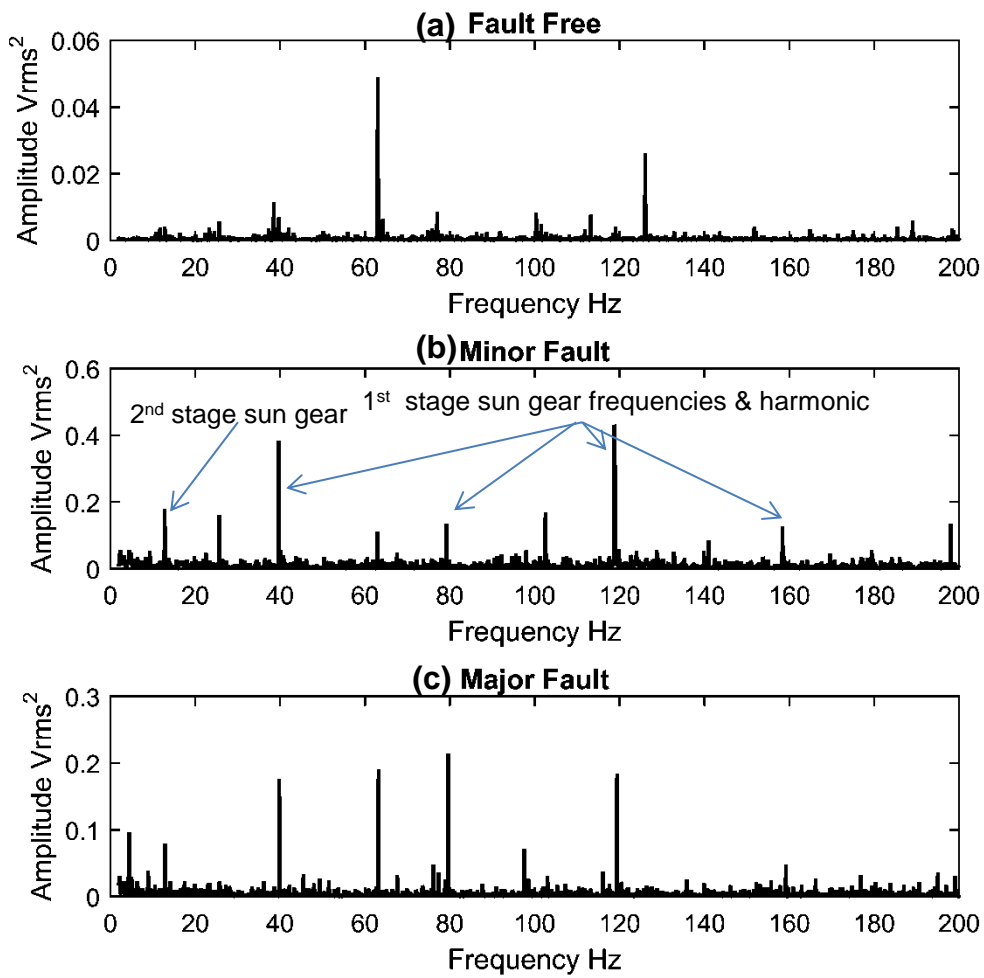 (a) Fault Free
0.06
0.04
0.02
0
Amplitude Vrms²
0 20 40 60 80 100 120 140 160 180 200
Frequency Hz
(b) Minor Fault
0.6
0.4
0.2
0
Amplitude Vrms²
2nd stage sun gear
1st stage sun gear frequencies & harmonic
0 20 40 60 80 100 120 140 160 180 200
Frequency Hz
(c) Major Fault
0.3
0.2
0.1
0
Amplitude Vrms²
0 20 40 60 80 100 120 140 160 180 200
Frequency Hz